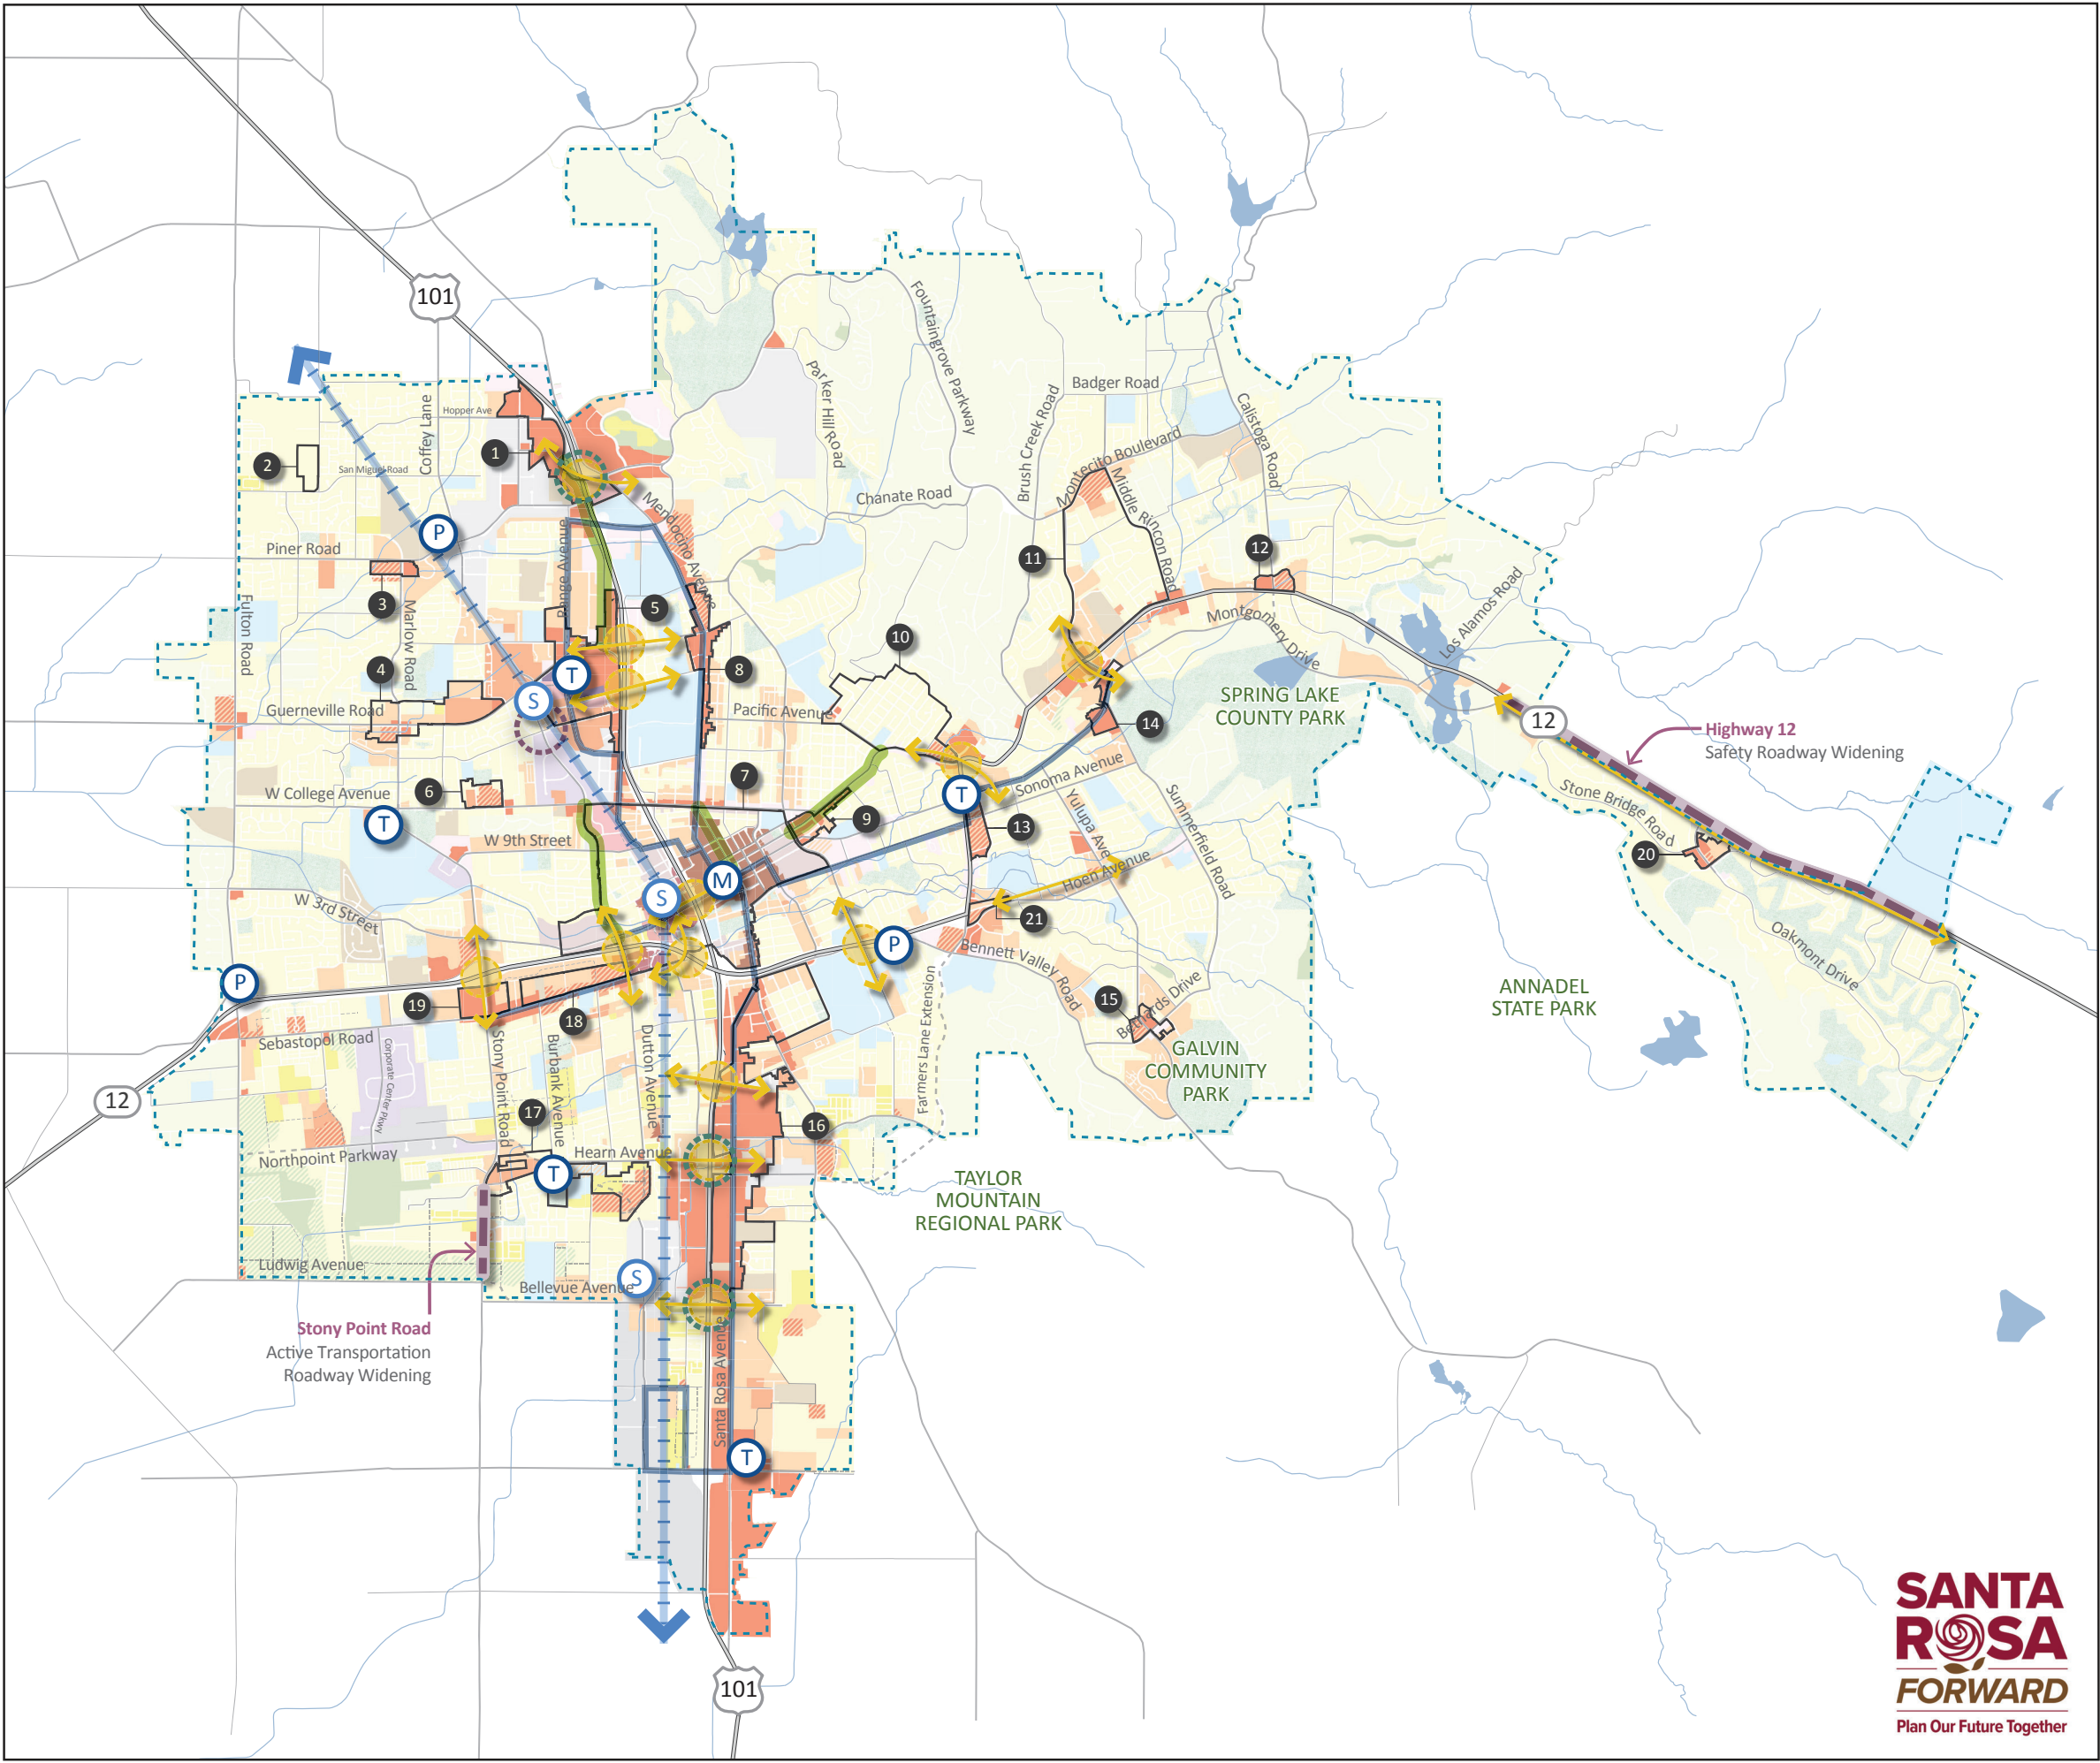 101
Fountaingrove Parkway
Parker Hill Road
Badger Road
Brush Creek Road
Calistoga Road
Coffey Lane
Hopper Ave
1
2
San Miguel Road
Montecito Boulevard
Middle Rincon Road
Chanate Road
Mendocino Avenue
P
Piner Road
Range Avenue
11
12
3
Fulton Road
Marlow Road
5
Montgomery Drive
Los Alamos Road
10
4
8
T
S
Guerneville Road
Pacific Avenue
SPRING LAKE
COUNTY PARK
14
12
Highway 12
Safety Roadway Widening
7
6
W College Avenue
T
T
Sonoma Avenue
Yulupa Ave
Summerfield Road
Stone Bridge Road
9
13
W 9th Street
20
M
S
Hoen Avenue
W 3rd Street
21
P
Bennett Valley Road
Oakmont Drive
P
19
18
15
Bethards Drive
ANNADEL
STATE PARK
Sebastopol Road
Corporate Center Pkwy
Stony Point Road
Burbank Avenue
Dutton Avenue
Farmers Lane Extension
GALVIN
COMMUNITY
PARK
12
17
16
Northpoint Parkway
Hearn Avenue
T
TAYLOR
MOUNTAIN
REGIONAL PARK
Ludwig Avenue
Bellevue Avenue
S
Stony Point Road
Active Transportation
Roadway Widening
Santa Rosa Avenue
T
101
SANTA
ROSA
FORWARD
Plan Our Future Together